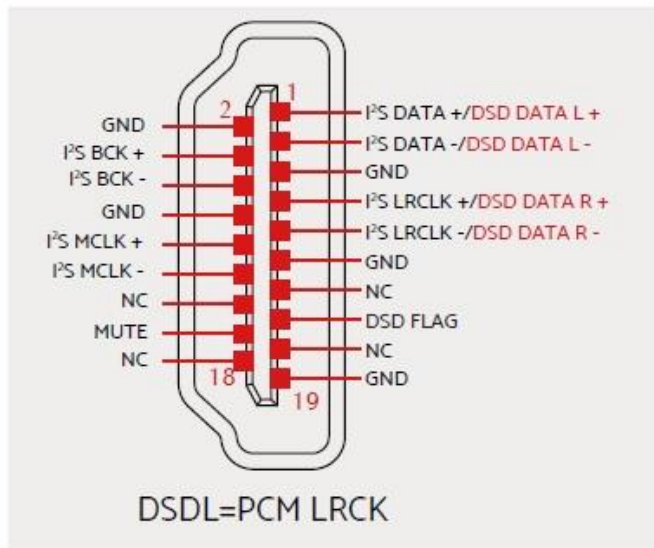 1
2
I²S DATA +/DSD DATA L +
GND
I²S DATA -/DSD DATA L -
I²S BCK +
GND
I²S BCK -
I²S LRCLK +/DSD DATA R +
GND
I²S LRCLK -/DSD DATA R -
I²S MCLK +
GND
I²S MCLK -
NC
NC
DSD FLAG
MUTE
NC
NC
GND
18
19
DSDL=PCM LRCK